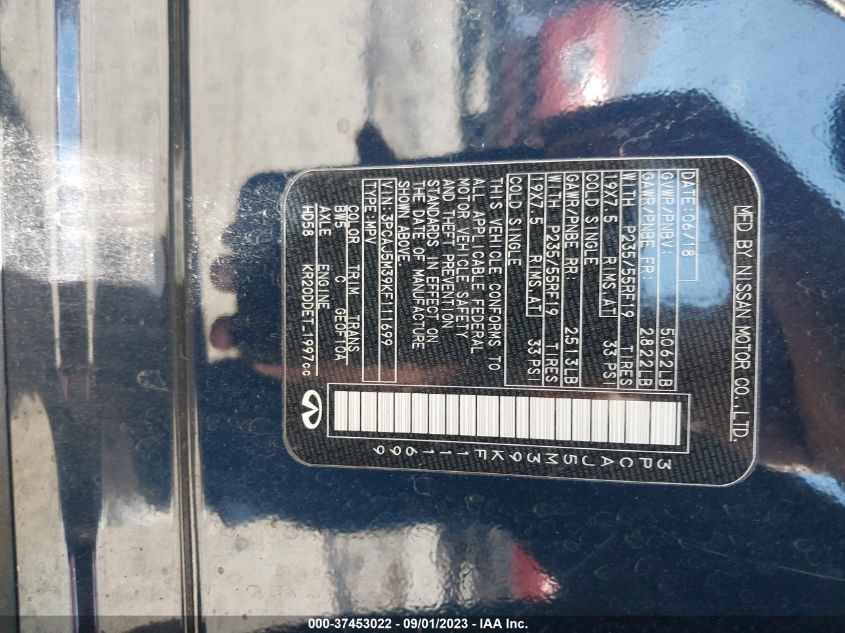 MFD BY NISSAN MOTOR CO.,LTD.
DATE: 06/18
GVWR/PNBV: 5062LB
GAWR/PNBE FR: 2822LB
WITH P235/55RF19 TIRES
19X7.5 RIMS,AT 33 PSI
COLD SINGLE
GAWR/PNBE RR: 2513LB
WITH P235/55RF19 TIRES
19X7.5 RIMS,AT 33 PSI
COLD SINGLE
THIS VEHICLE CONFORMS TO
ALL APPLICABLE FEDERAL
MOTOR VEHICLE SAFETY
AND THEFT PREVENTION
STANDARDS IN EFFECT ON
THE DATE OF MANUFACTURE
SHOWN ABOVE.
VIN:3PCAJ5M39KF111699
TYPE:MPV
COLOR TRIM TRANS
BW5 C GE0F10A
AXLE ENGINE
HD58 KR20DDET 1997cc
3PCAJ5M39KF111699
000-37453022 - 09/01/2023 - IAA Inc.